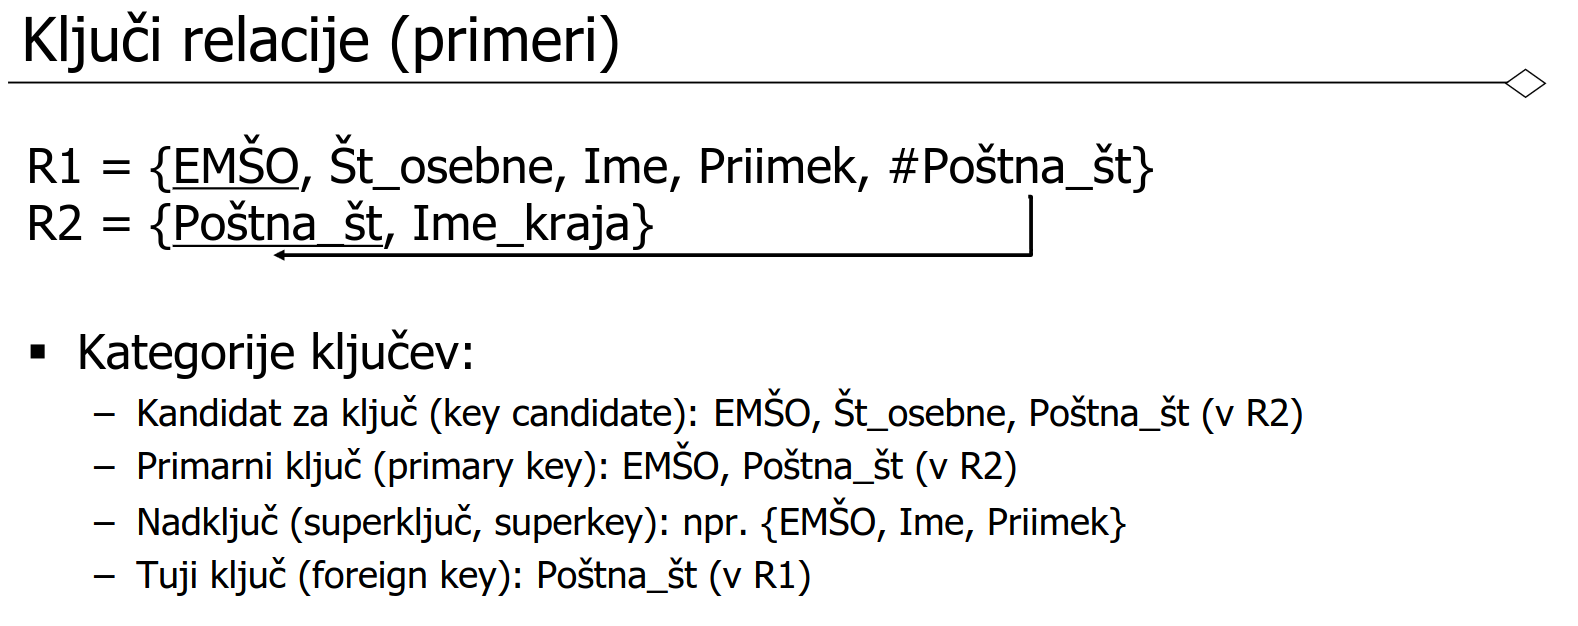 Ključi relacije (primeri)
R1 = {EMŠO, Št_osebne, Ime, Priimek, #Poštna_št}
R2 = {Poštna_št, Ime_kraja}
▪ Kategorije ključev:
– Kandidat za ključ (key candidate): EMŠO, Št_osebne, Poštna_št (v R2)
– Primarni ključ (primary key): EMŠO, Poštna_št (v R2)
– Nadključ (superključ, superkey): npr. {EMŠO, Ime, Priimek}
– Tuji ključ (foreign key): Poštna_št (v R1)